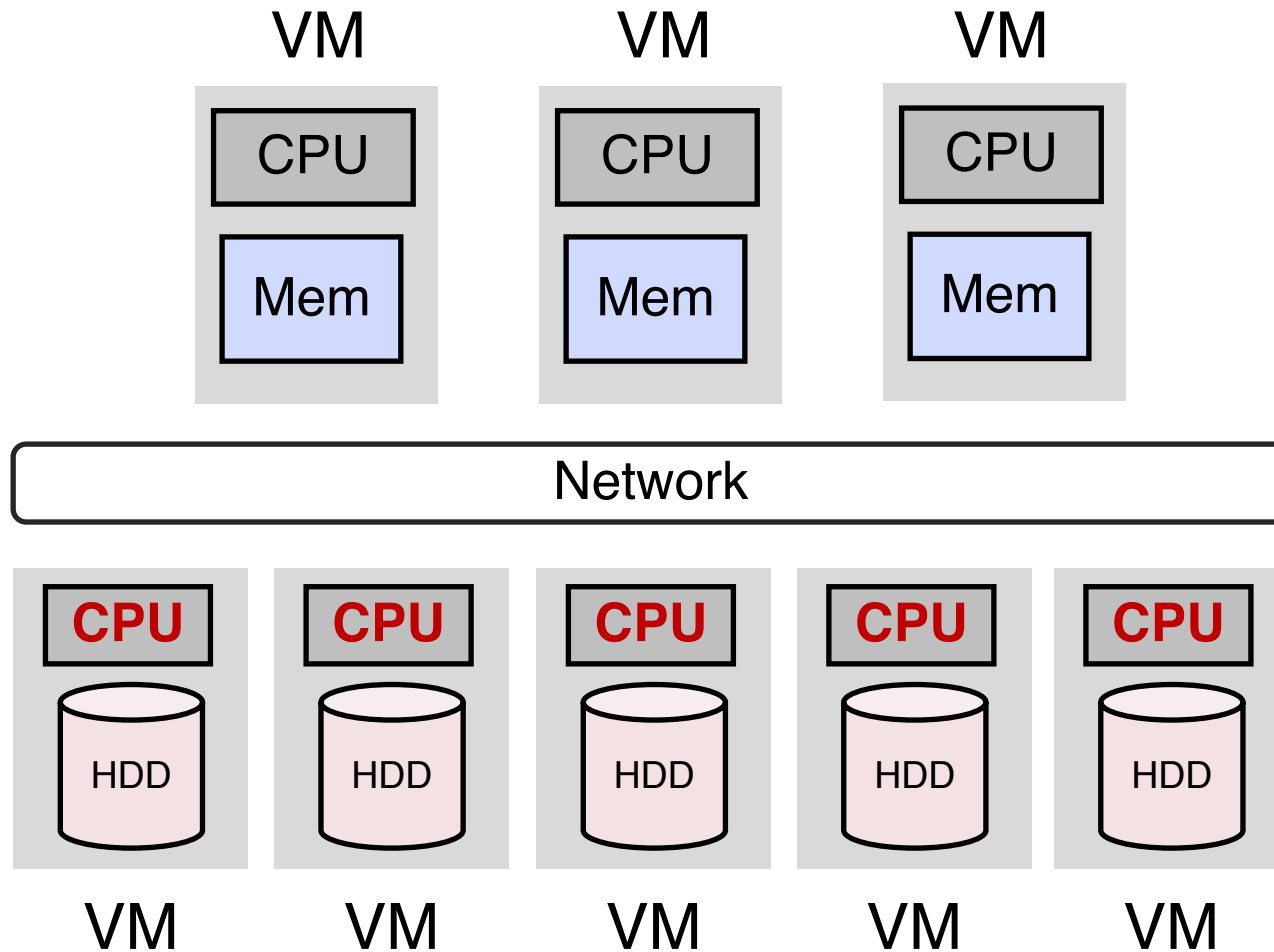 VM VM VM
CPU CPU CPU
Mem Mem Mem
Network
CPU CPU CPU CPU CPU
HDD HDD HDD HDD HDD
VM VM VM VM VM